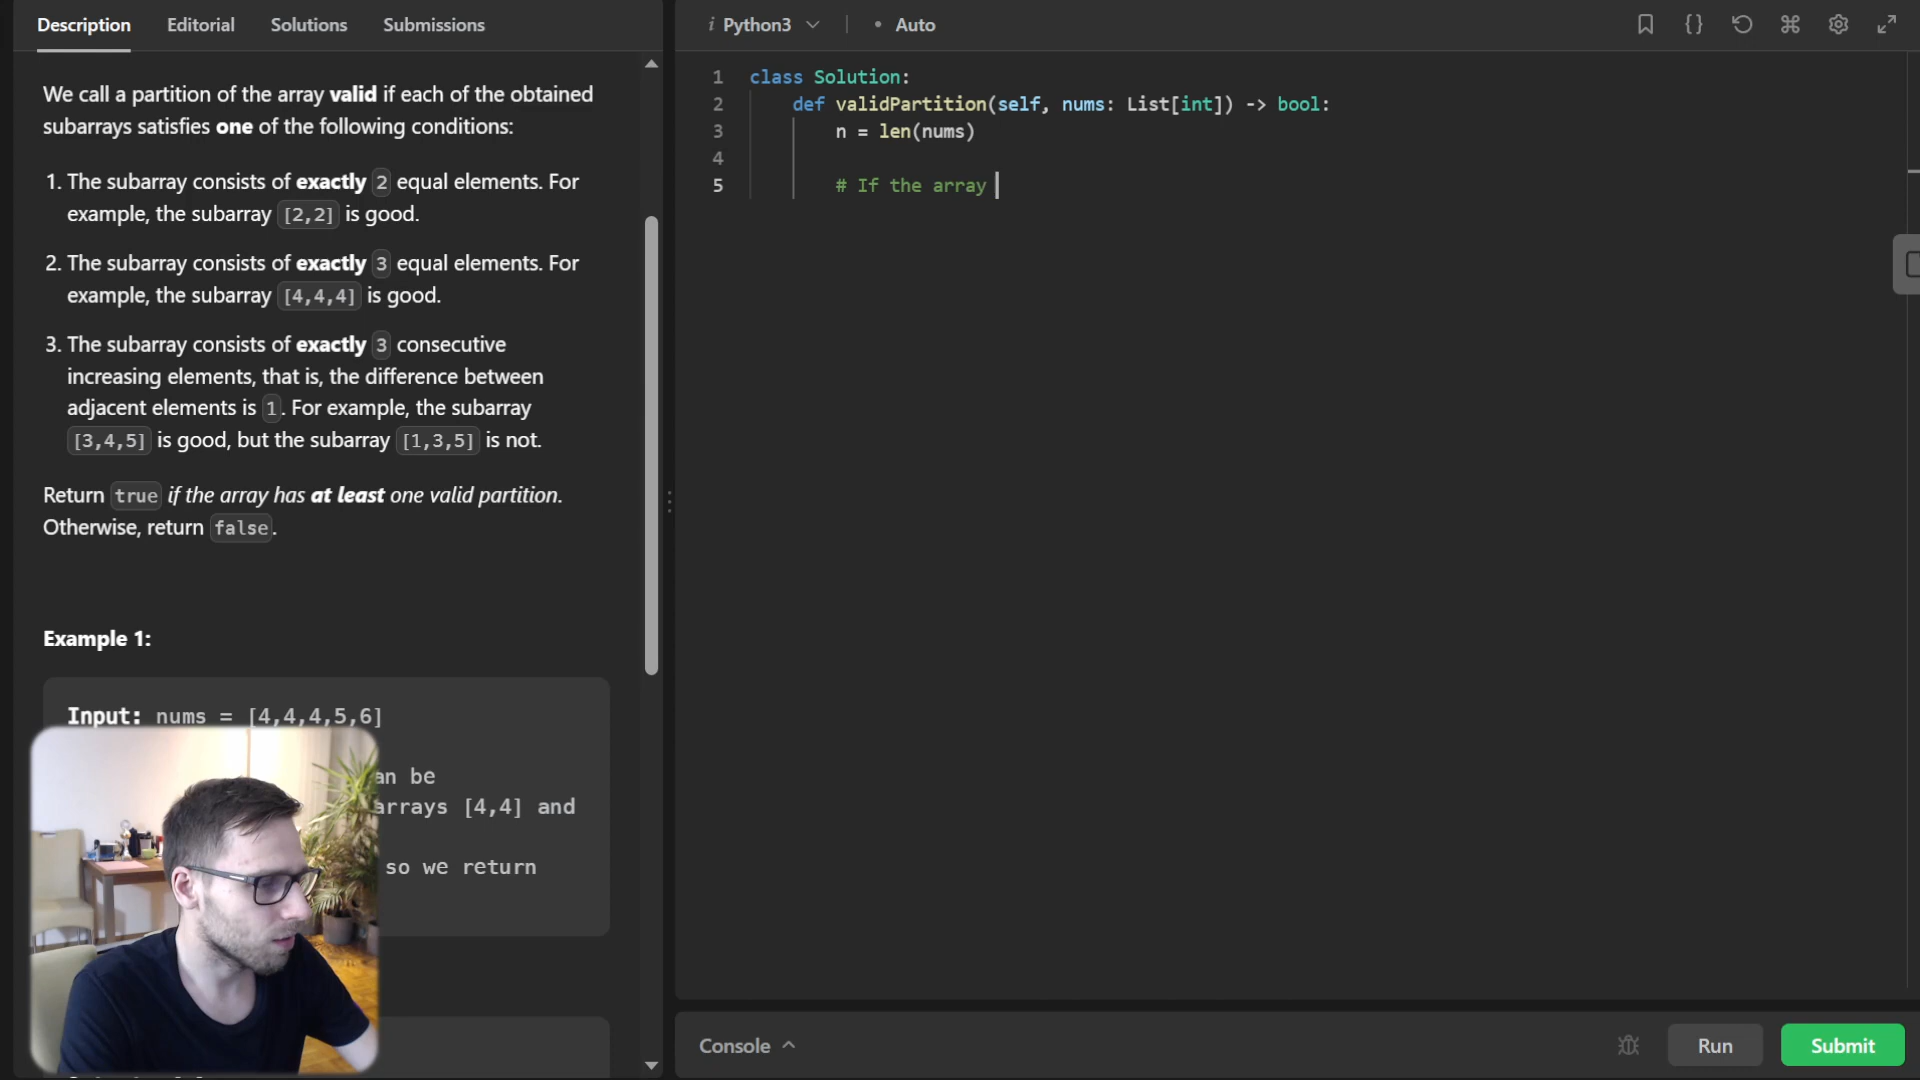 Description Editorial Solutions Submissions
We call a partition of the array valid if each of the obtained
subarrays satisfies one of the following conditions:
1. The subarray consists of exactly 2 equal elements. For
example, the subarray [2,2] is good.
2. The subarray consists of exactly 3 equal elements. For
example, the subarray [4,4,4] is good.
3. The subarray consists of exactly 3 consecutive
increasing elements, that is, the difference between
adjacent elements is 1. For example, the subarray
[3,4,5] is good, but the subarray [1,3,5] is not.
Return true if the array has at least one valid partition.
Otherwise, return false.
Example 1:
Input: nums = [4,4,4,5,6]
an be
arrays [4,4] and
so we return
i Python3 • Auto
1 class Solution:
2 def validPartition(self, nums: List[int]) -> bool:
3 n = len(nums)
4
5 # If the array
Console
Run
Submit